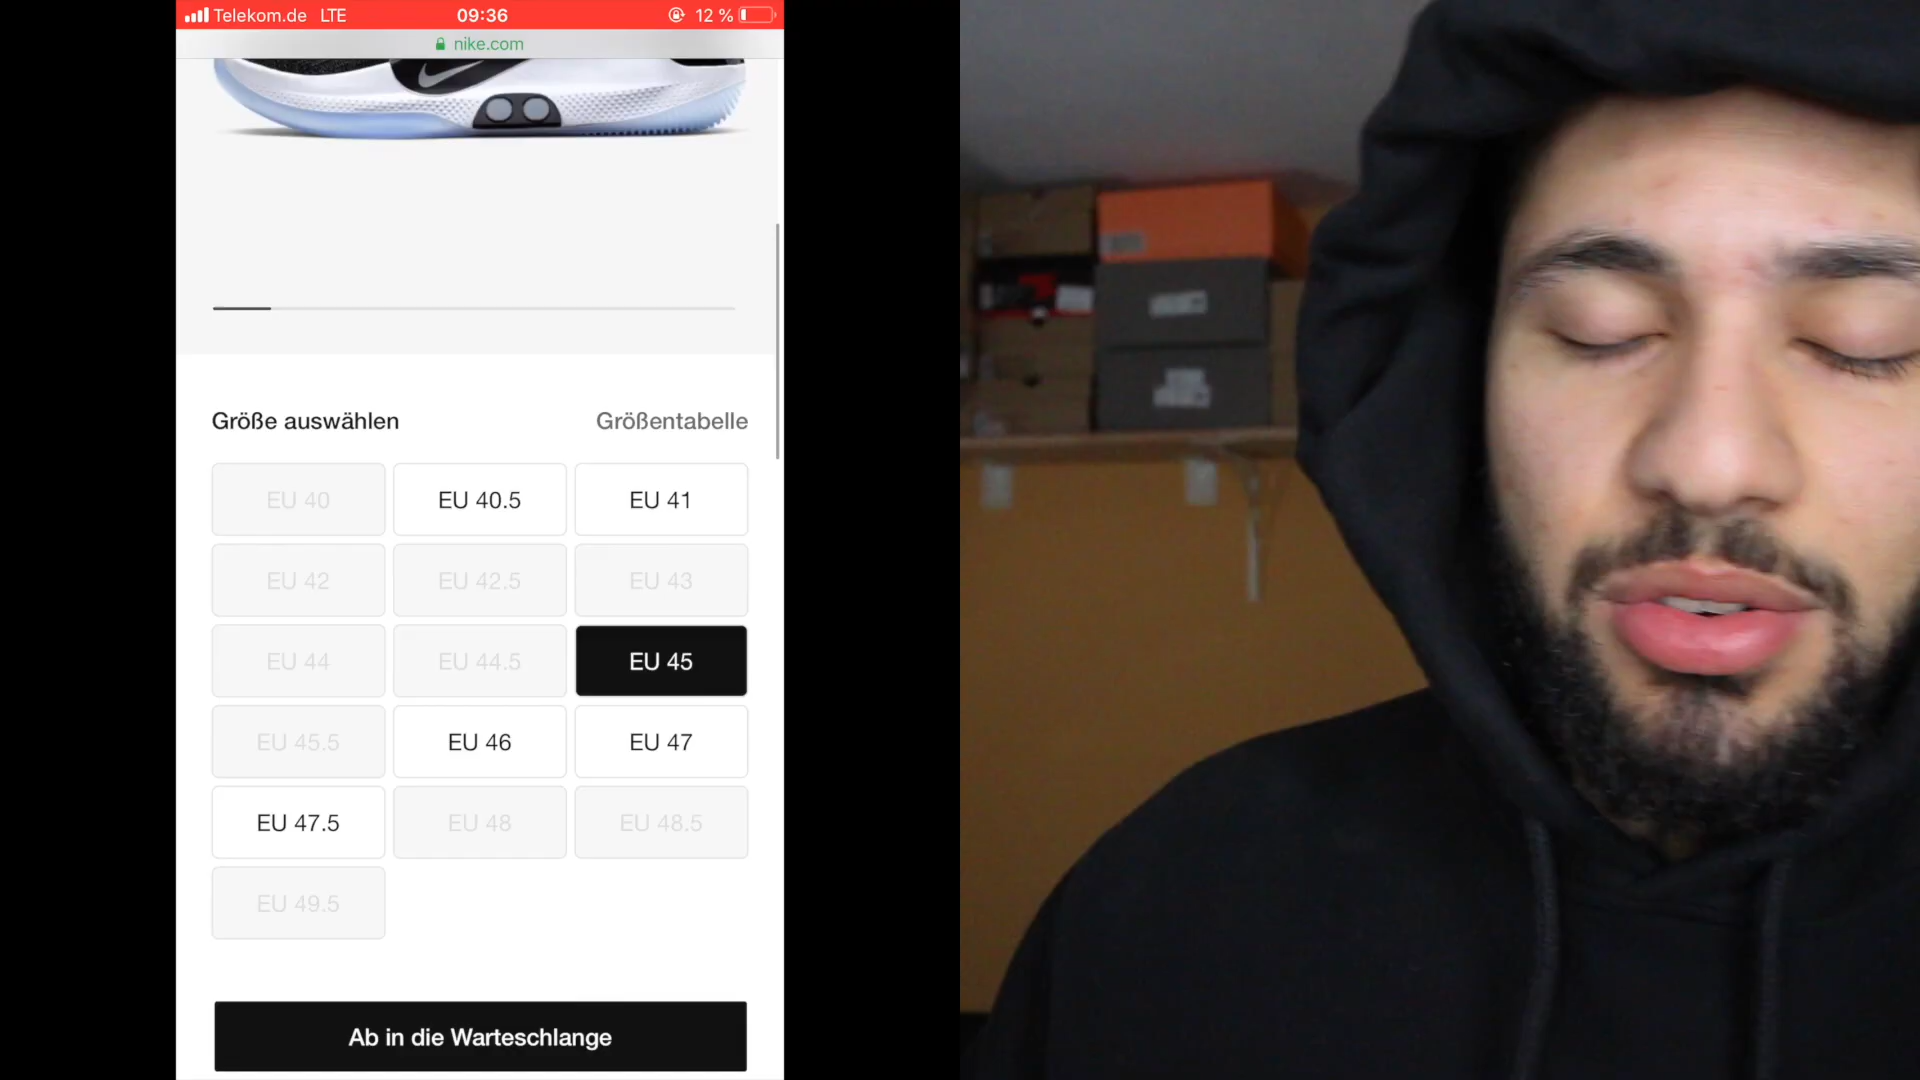 Telekom.de LTE 09:36 12 %
nike.com
Größe auswählen Größentabelle
EU 40 EU 40.5 EU 41
EU 42 EU 42.5 EU 43
EU 44 EU 44.5 EU 45
EU 45.5 EU 46 EU 47
EU 47.5 EU 48 EU 48.5
EU 49.5
Ab in die Warteschlange